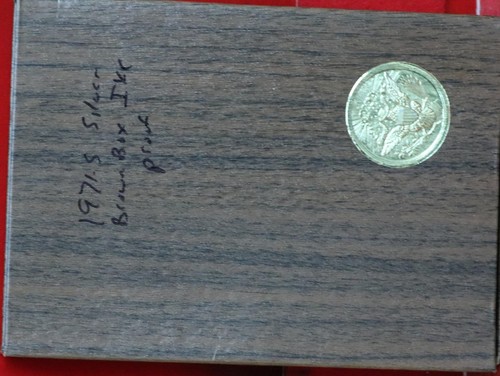 1971-S Silver
Brown Box Ike
Proof